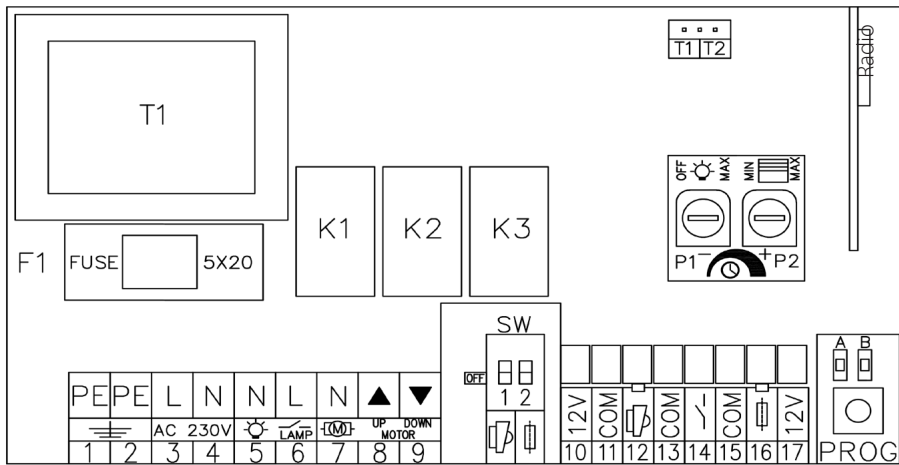 T1 T2
Radio
T1
OFF MAX MIN MAX
K1 K2 K3
P1 − + P2
F1 FUSE 5X20
SW
OFF
1 2
A B
PE PE L N N L N ▲ ▼
12V COM COM COM 12V
AC 230V LAMP M UP DOWN
MOTOR
1 2 3 4 5 6 7 8 9
10 11 12 13 14 15 16 17
PROG